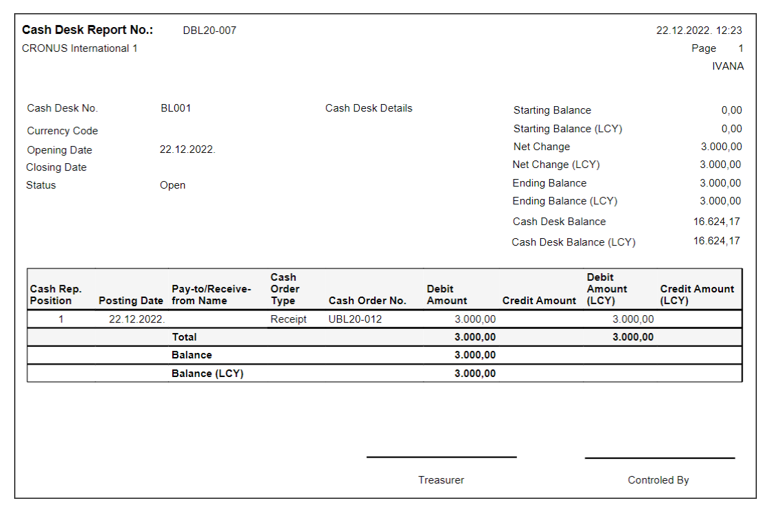 Cash Desk Report No.: DBL20-007 22.12.2022. 12:23
CRONUS International 1 Page 1
IVANA
Cash Desk No. BL001 Cash Desk Details Starting Balance 0,00
Currency Code Starting Balance (LCY) 0,00
Opening Date 22.12.2022. Net Change 3.000,00
Closing Date Net Change (LCY) 3.000,00
Status Open Ending Balance 3.000,00
Ending Balance (LCY) 3.000,00
Cash Desk Balance 16.624,17
Cash Desk Balance (LCY) 16.624,17
Cash Rep. Position Posting Date Pay-to/Receive-from Name Cash Order Type Cash Order No. Debit Amount Credit Amount Debit Amount (LCY) Credit Amount (LCY)
1 22.12.2022. Receipt UBL20-012 3.000,00 3.000,00
Total 3.000,00 3.000,00
Balance 3.000,00
Balance (LCY) 3.000,00
Treasurer Controled By